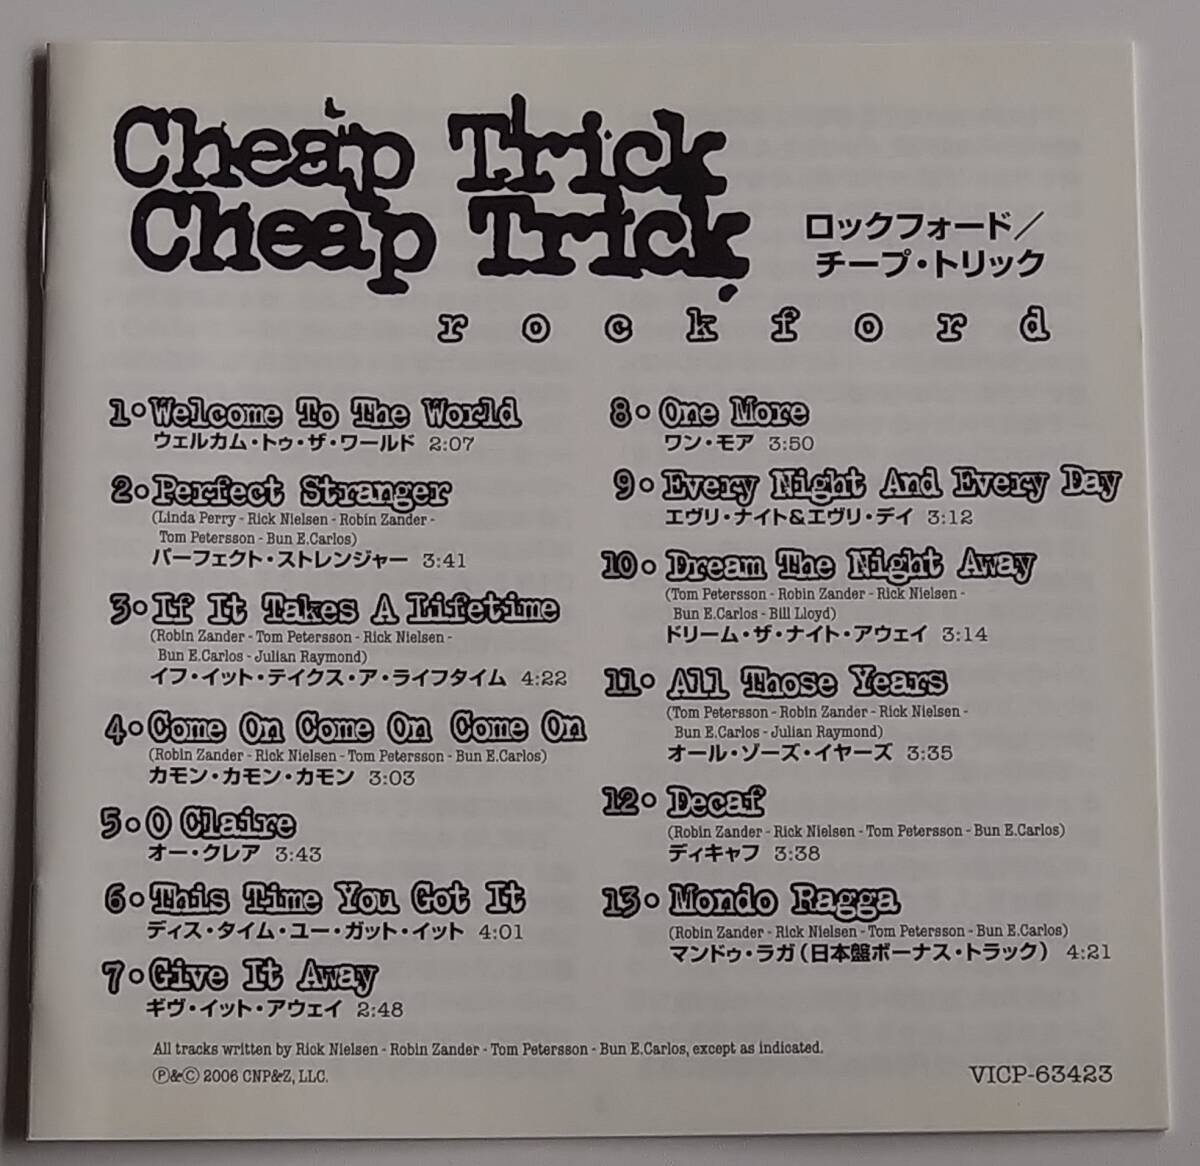 Cheap Trick
Cheap Trick
ロックフォード/
チープ・トリック
rockford
1. Welcome To The World
ウェルカム・トゥ・ザ・ワールド 2:07
2. Perfect Stranger
(Linda Perry - Rick Nielsen - Robin Zander -
Tom Petersson - Bun E.Carlos)
パーフェクト・ストレンジャー 3:41
3. If It Takes A Lifetime
(Robin Zander - Tom Petersson - Rick Nielsen -
Bun E.Carlos - Julian Raymond)
イフ・イット・テイクス・ア・ライフタイム 4:22
4. Come On Come On Come On
(Robin Zander - Rick Nielsen - Tom Petersson - Bun E.Carlos)
カモン・カモン・カモン 3:03
5. O Claire
オー・クレア 3:43
6. This Time You Got It
ディス・タイム・ユー・ガット・イット 4:01
7. Give It Away
ギヴ・イット・アウェイ 2:48
8. One More
ワン・モア 3:50
9. Every Night And Every Day
エヴリ・ナイト&エヴリ・デイ 3:12
10. Dream The Night Away
(Tom Petersson - Robin Zander - Rick Nielsen -
Bun E.Carlos - Bill Lloyd)
ドリーム・ザ・ナイト・アウェイ 3:14
11. All Those Years
(Tom Petersson - Robin Zander - Rick Nielsen -
Bun E.Carlos - Julian Raymond)
オール・ゾーズ・イヤーズ 3:35
12. Decaf
(Robin Zander - Rick Nielsen - Tom Petersson - Bun E.Carlos)
ディキャフ 3:38
13. Mondo Ragga
(Robin Zander - Rick Nielsen - Tom Petersson - Bun E.Carlos)
マンドゥ・ラガ(日本盤ボーナス・トラック) 4:21
All tracks written by Rick Nielsen - Robin Zander - Tom Petersson - Bun E.Carlos, except as indicated.
Ⓟ&Ⓒ 2006 CNP&Z, LLC.
VICP-63423